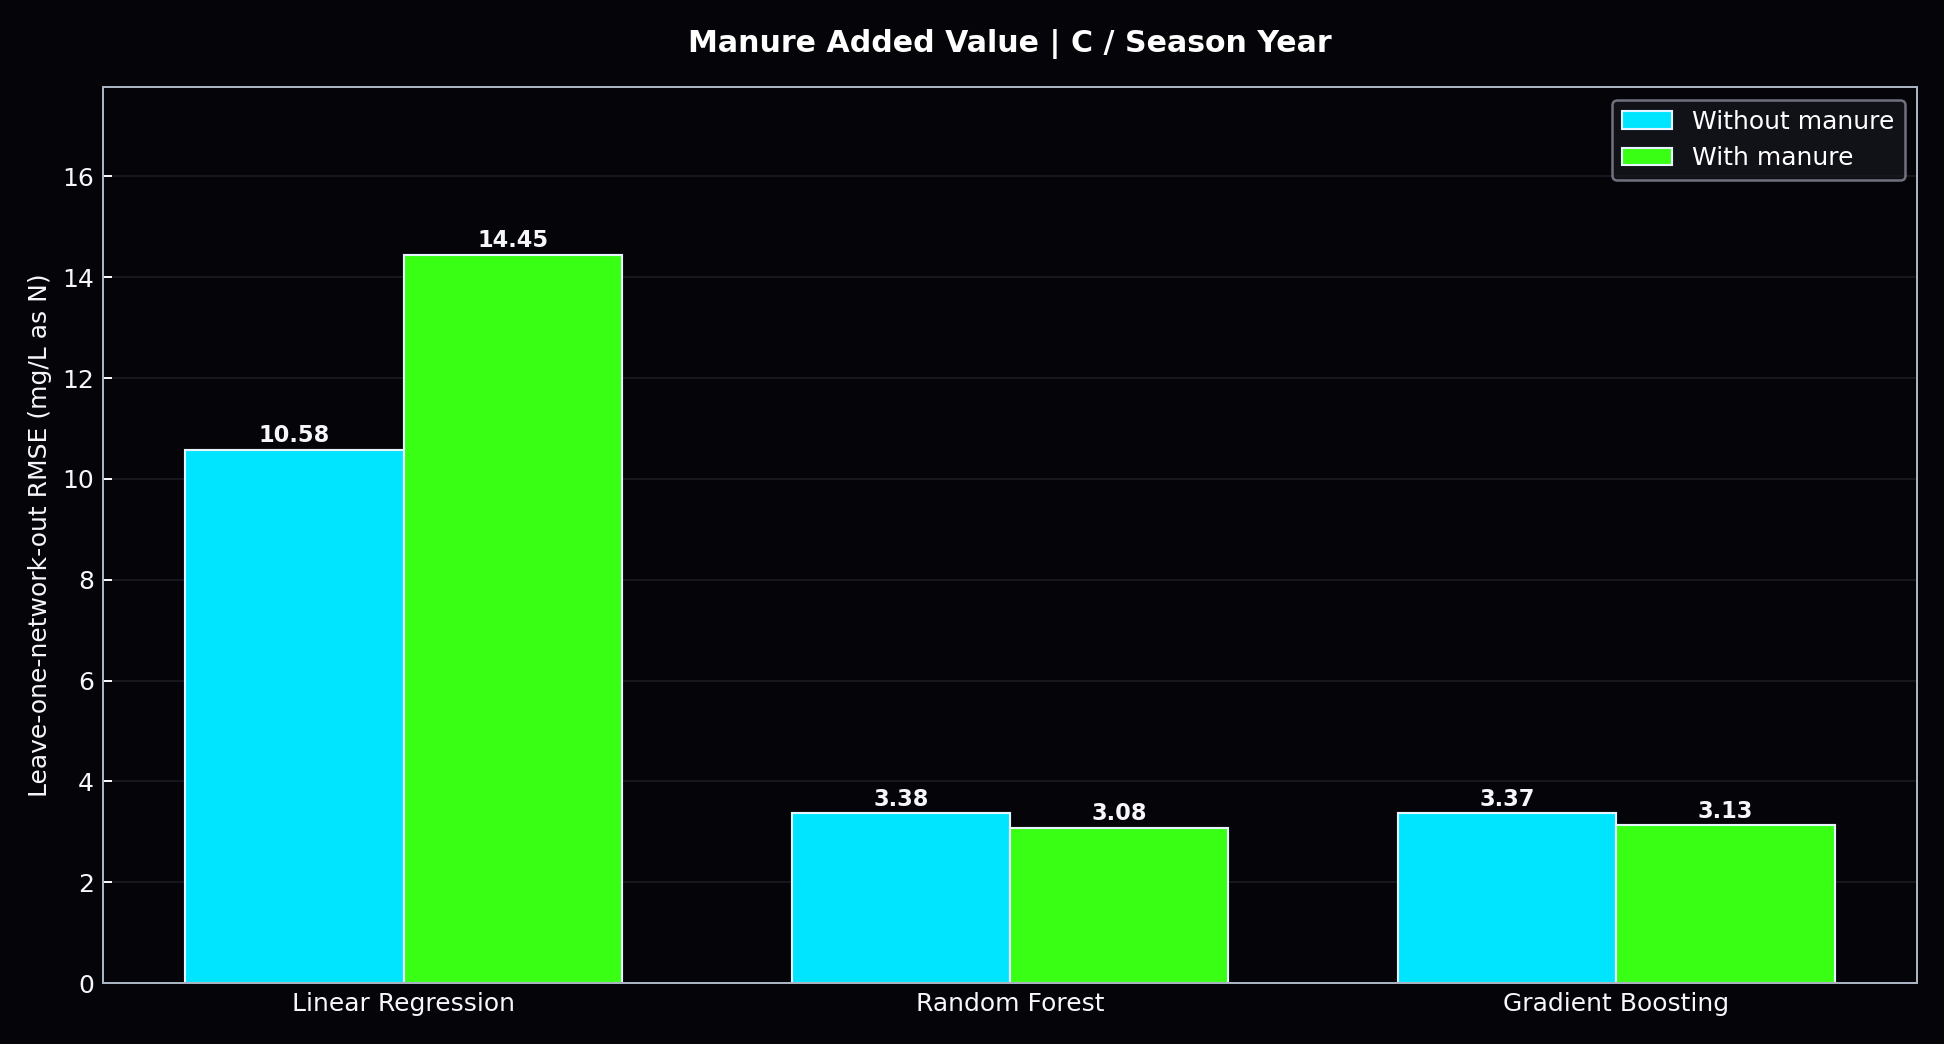 Manure Added Value | C / Season Year
Leave-one-network-out RMSE (mg/L as N)
16
14
12
10
8
6
4
2
0
Without manure
With manure
10.58
14.45
3.38
3.08
3.37
3.13
Linear Regression
Random Forest
Gradient Boosting